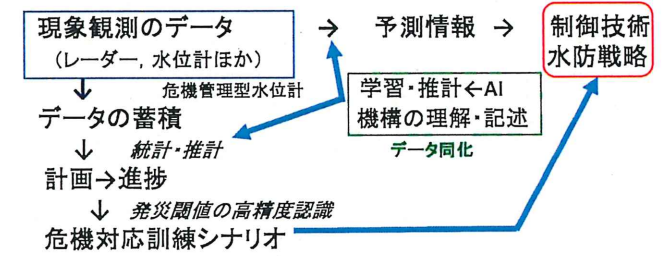 現象観測のデータ → 予測情報 → 制御技術
(レーダー, 水位計ほか) 水防戦略
↓ 危機管理型水位計 学習・推計←AI
データの蓄積 機構の理解・記述
↓ 統計・推計 データ同化
計画→進捗
↓ 発災閾値の高精度認識
危機対応訓練シナリオ